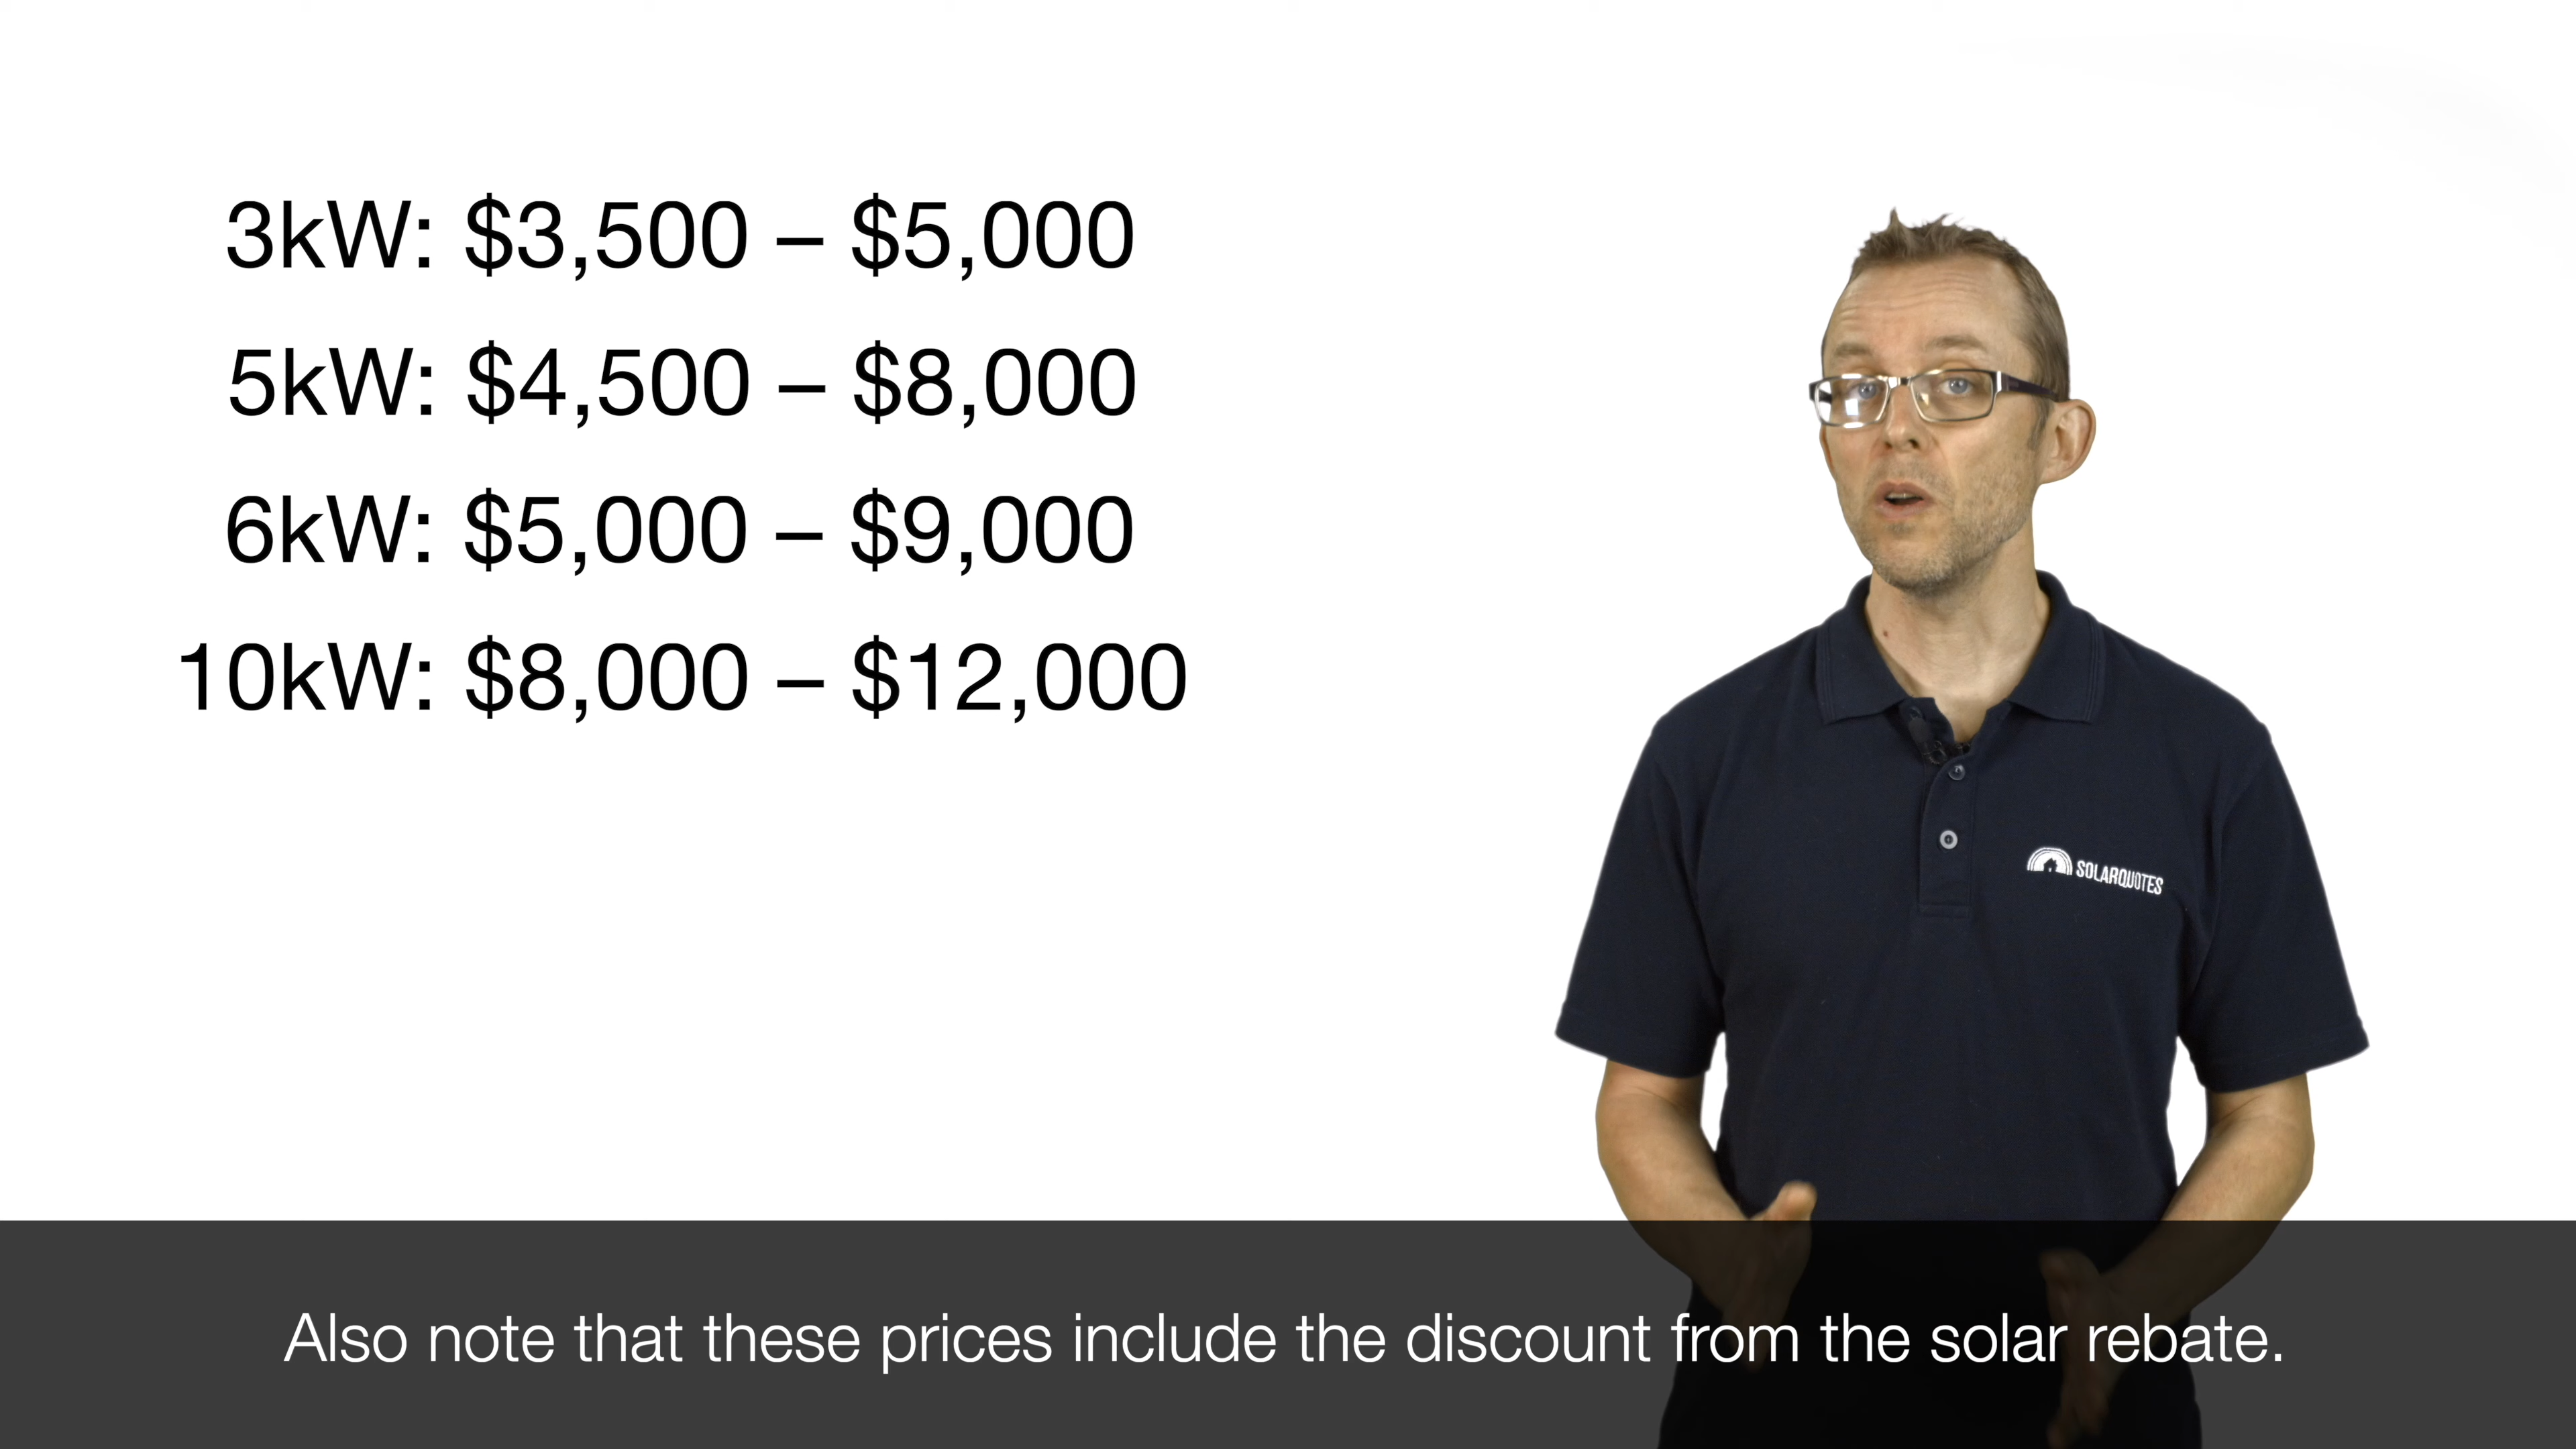 3kW: $3,500 – $5,000
5kW: $4,500 – $8,000
6kW: $5,000 – $9,000
10kW: $8,000 – $12,000
SOLARQUOTES
Also note that these prices include the discount from the solar rebate.